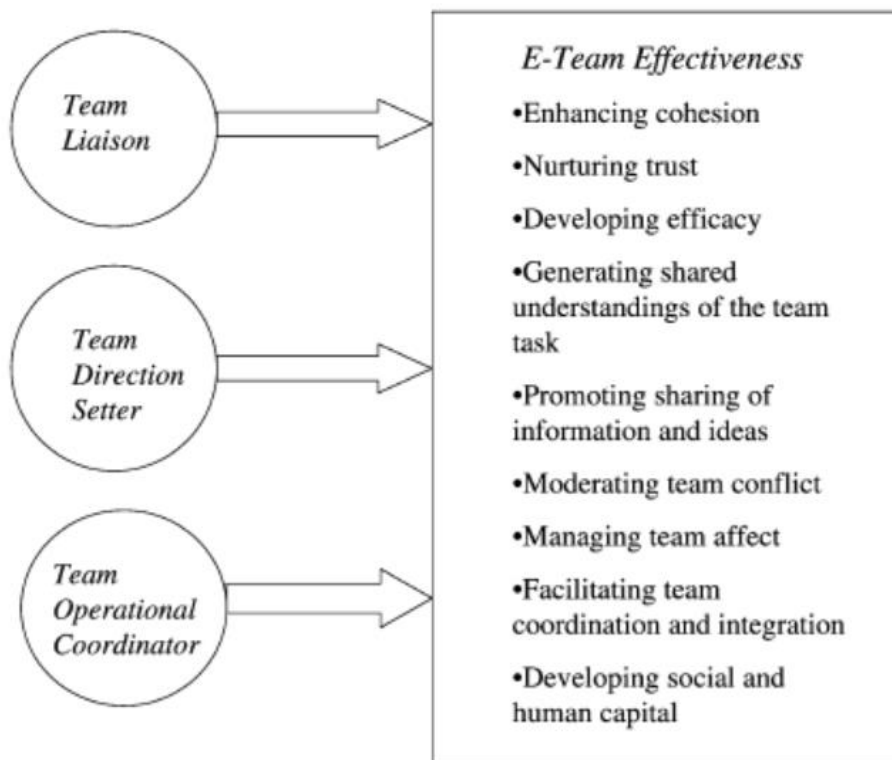 Team
Liaison
Team
Direction
Setter
Team
Operational
Coordinator
E-Team Effectiveness
•Enhancing cohesion
•Nurturing trust
•Developing efficacy
•Generating shared
understandings of the team
task
•Promoting sharing of
information and ideas
•Moderating team conflict
•Managing team affect
•Facilitating team
coordination and integration
•Developing social and
human capital